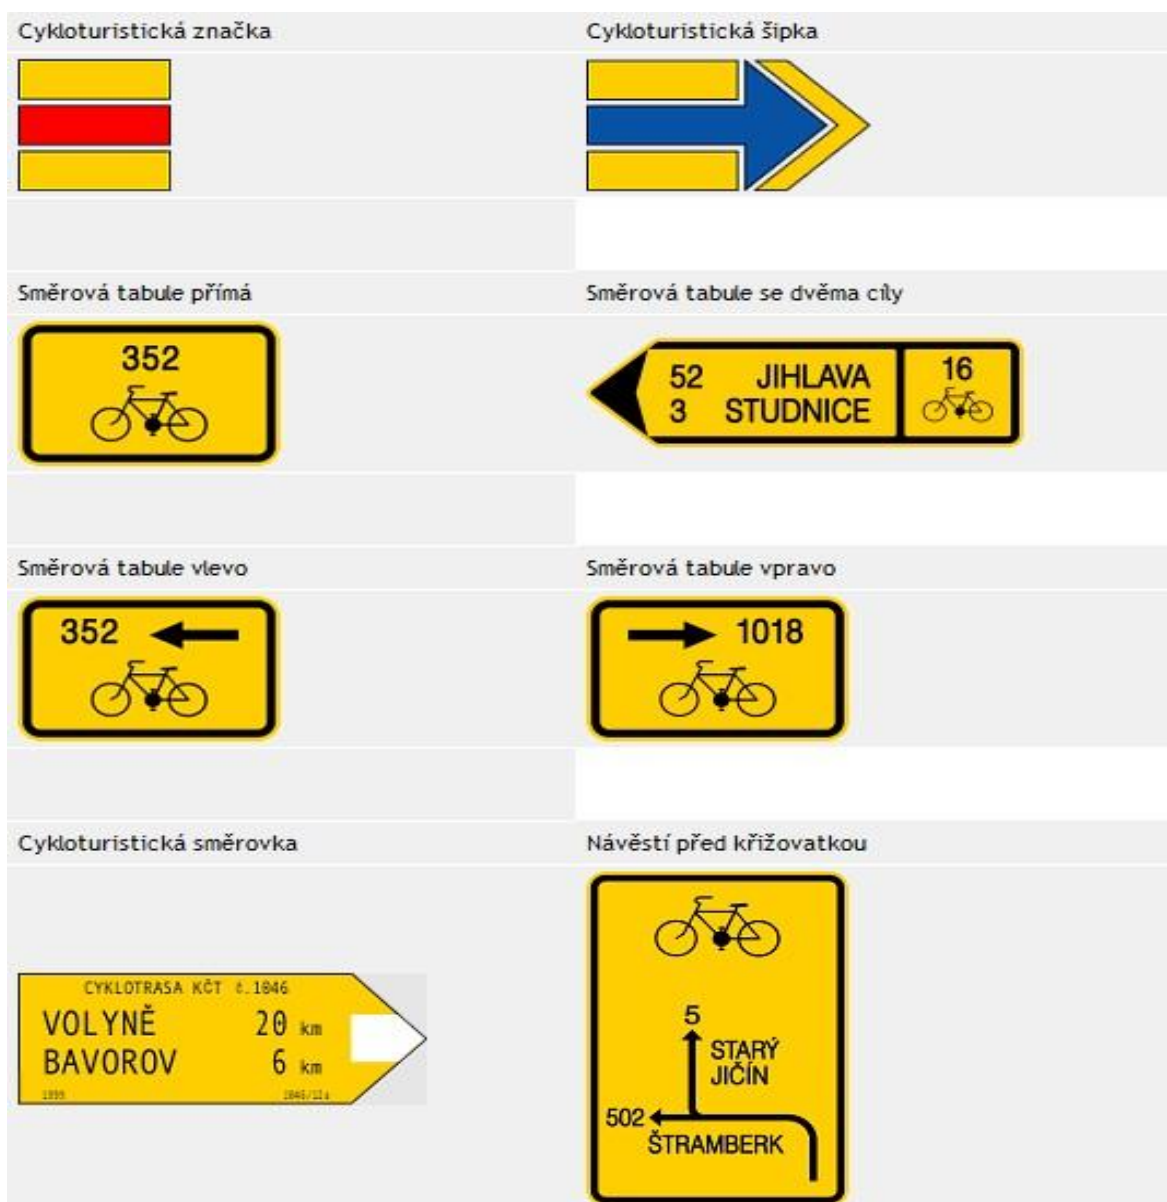 Cykloturistická značka
Cykloturistická šipka
Směrová tabule přímá
Směrová tabule se dvěma cíly
352
52 JIHLAVA
3 STUDNICE
16
Směrová tabule vlevo
Směrová tabule vpravo
352
1018
Cykloturistická směrovka
Návěstí před křižovatkou
CYKLOTRASA KČT č.1046
VOLYNĚ 20 km
BAVOROV 6 km
5
STARÝ
JIČÍN
502
ŠTRAMBERK